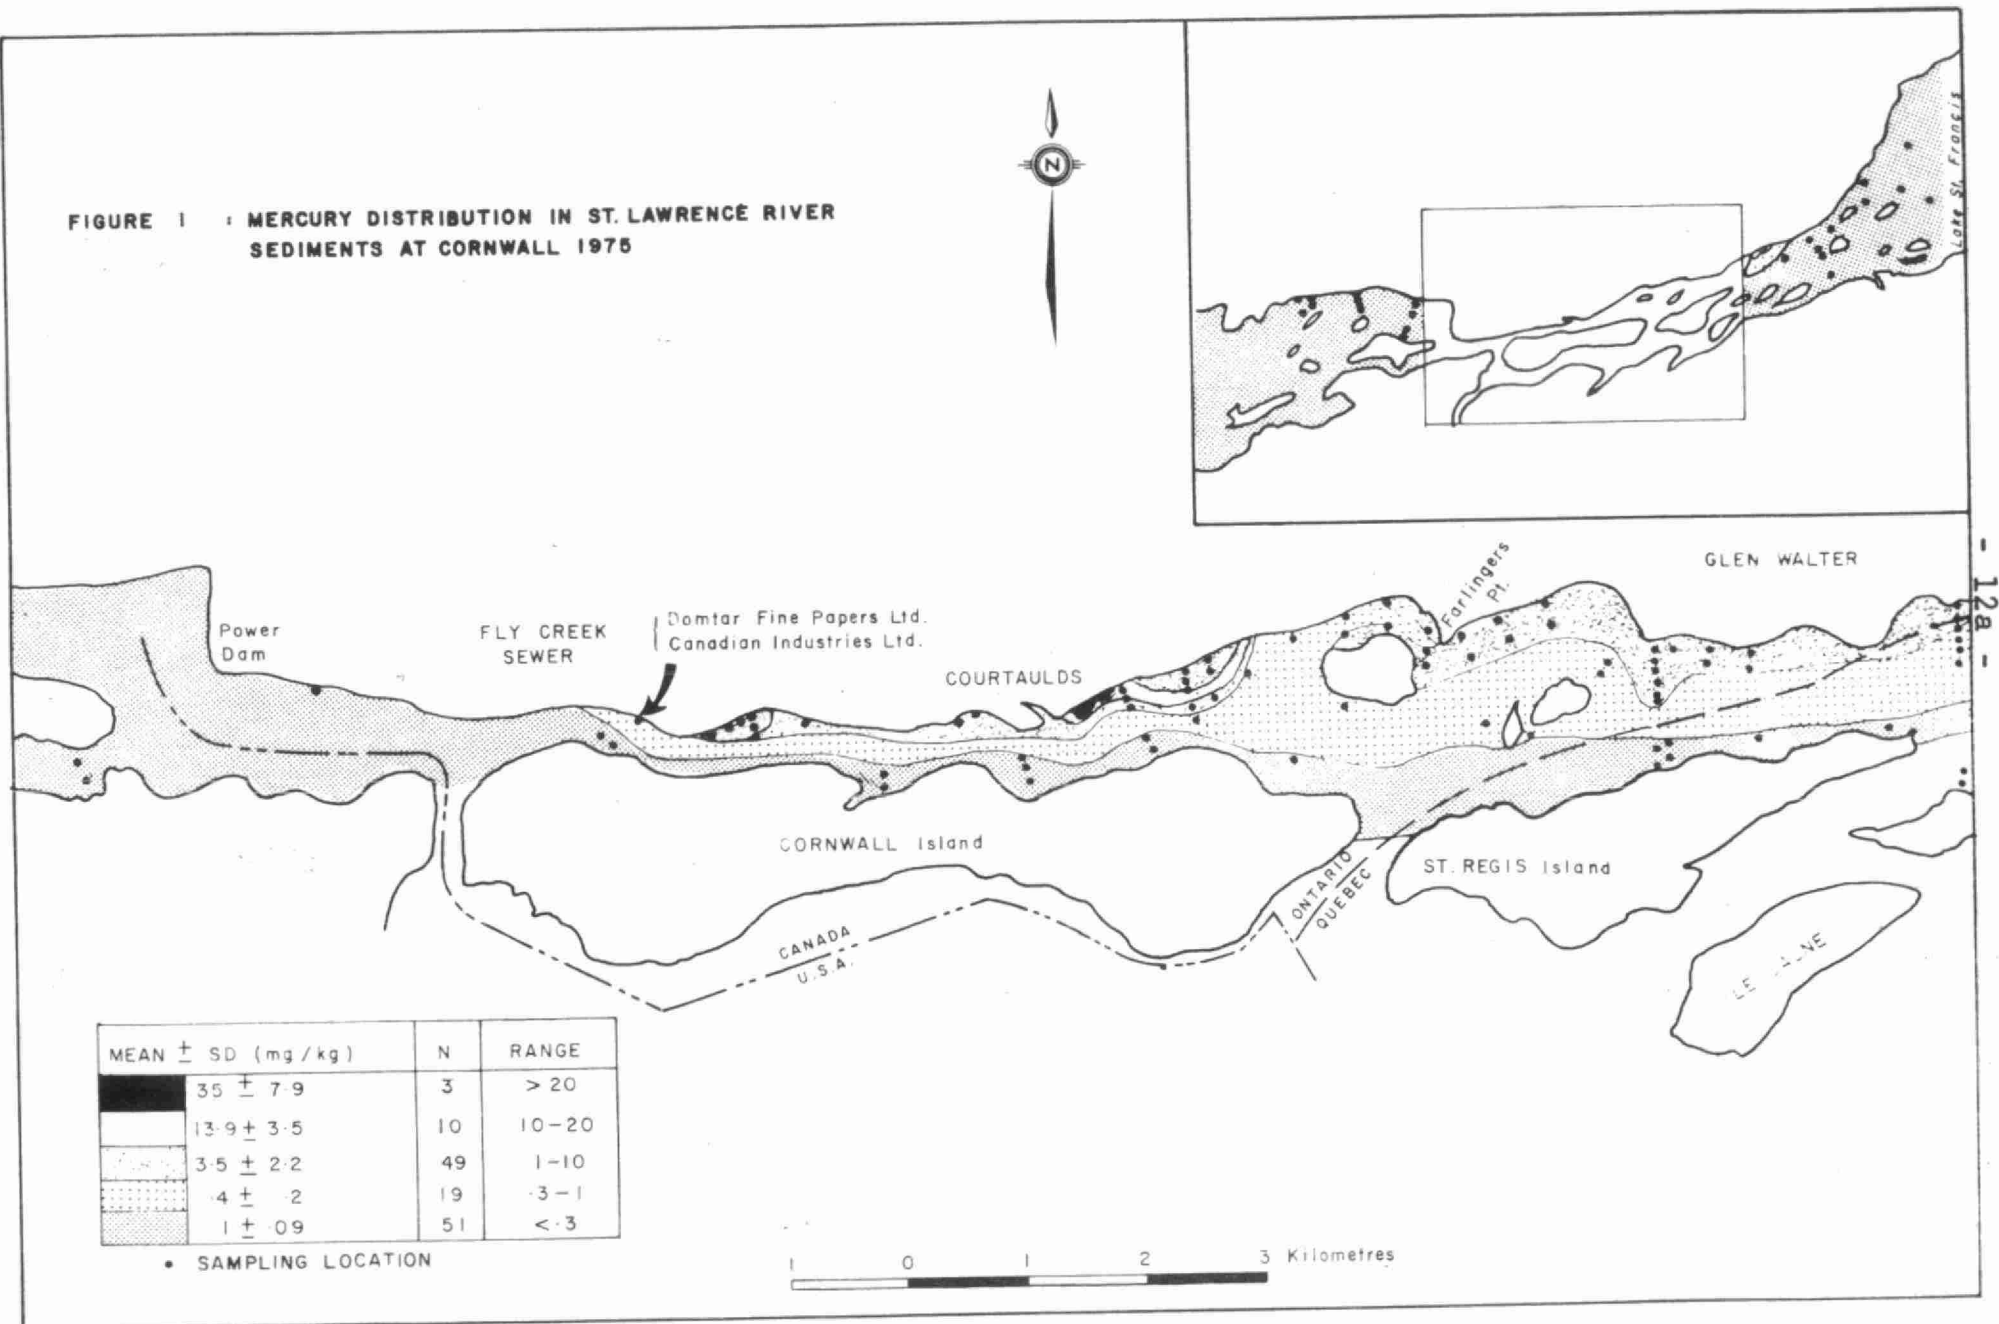 FIGURE 1 : MERCURY DISTRIBUTION IN ST. LAWRENCE RIVER
SEDIMENTS AT CORNWALL 1975
N
Lake St. Francis
- 12a -
GLEN WALTER
Farlingers
Pt.
Power
Dam
FLY CREEK
SEWER
Domtar Fine Papers Ltd.
Canadian Industries Ltd.
COURTAULDS
CORNWALL Island
ST. REGIS Island
ONTARIO
QUEBEC
CANADA
U.S.A.
LE
MEAN ± SD (mg/kg) N RANGE
35 ± 7.9 3 > 20
13.9 ± 3.5 10 10-20
3.5 ± 2.2 49 1-10
.4 ± .2 19 .3-1
1 ± .09 51 < .3
• SAMPLING LOCATION
1 0 1 2 3 Kilometres